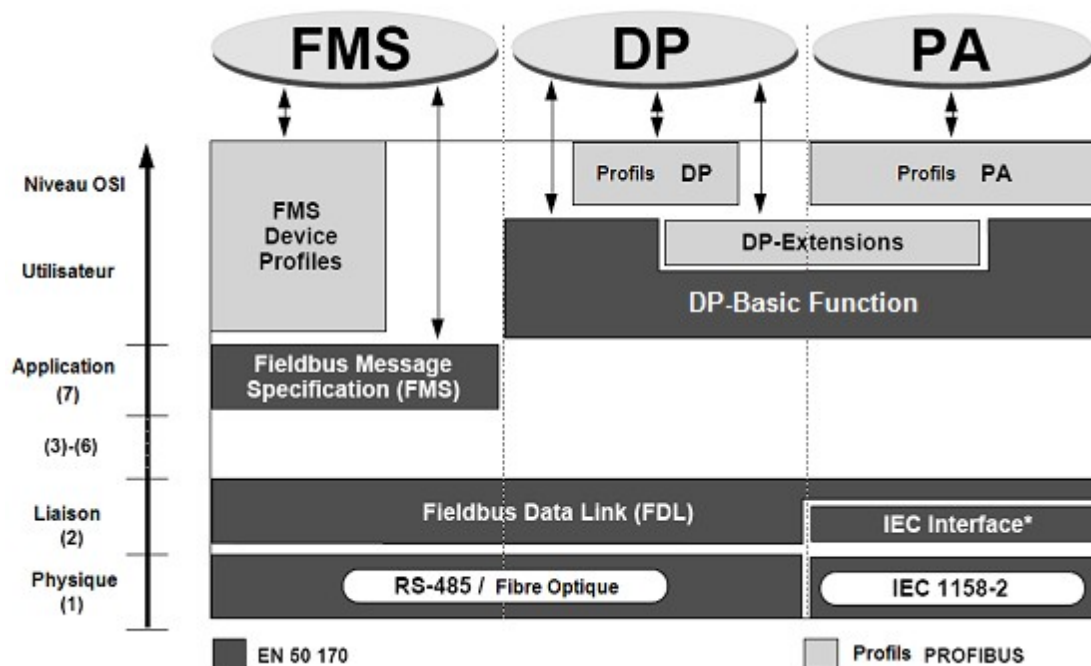 FMS
DP
PA
Niveau OSI
Profils DP
Profils PA
FMS
Device
Profiles
DP-Extensions
Utilisateur
DP-Basic Function
Application
(7)
Fieldbus Message
Specification (FMS)
(3)-(6)
Liaison
(2)
Fieldbus Data Link (FDL)
IEC Interface*
Physique
(1)
RS-485 / Fibre Optique
IEC 1158-2
EN 50 170
Profils PROFIBUS